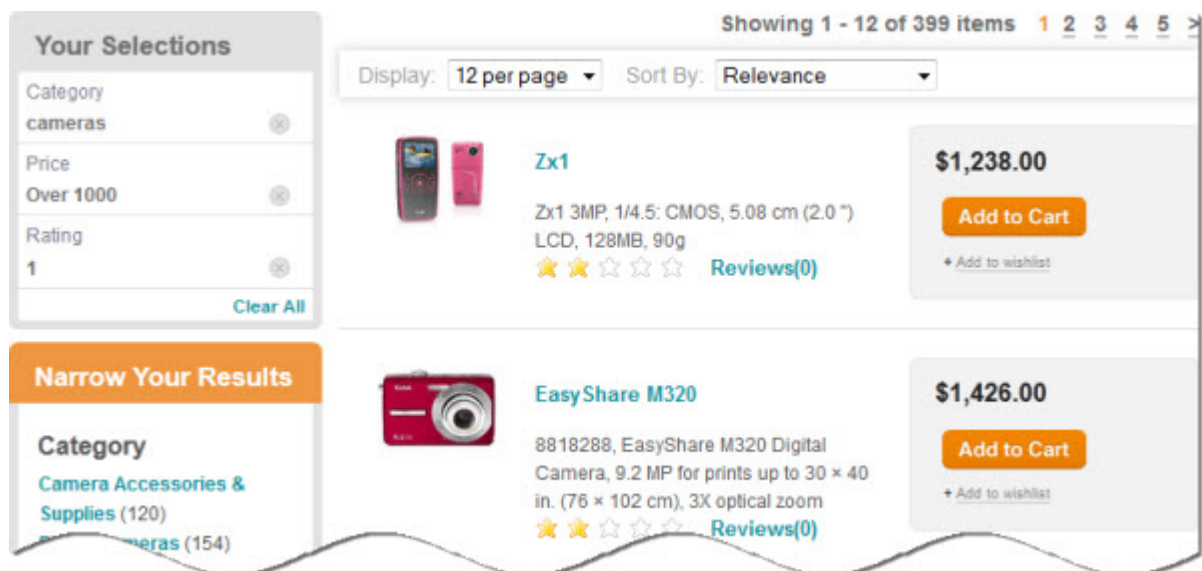 Your Selections
Category
cameras
Price
Over 1000
Rating
1
Clear All
Narrow Your Results
Category
Camera Accessories &
Supplies (120)
(154)
Showing 1 - 12 of 399 items 1 2 3 4 5 >
Display: 12 per page Sort By: Relevance
Zx1
Zx1 3MP, 1/4.5: CMOS, 5.08 cm (2.0 ")
LCD, 128MB, 90g
Reviews(0)
$1,238.00
Add to Cart
+ Add to wishlist
EasyShare M320
8818288, EasyShare M320 Digital
Camera, 9.2 MP for prints up to 30 × 40
in. (76 × 102 cm), 3X optical zoom
Reviews(0)
$1,426.00
Add to Cart
+ Add to wishlist